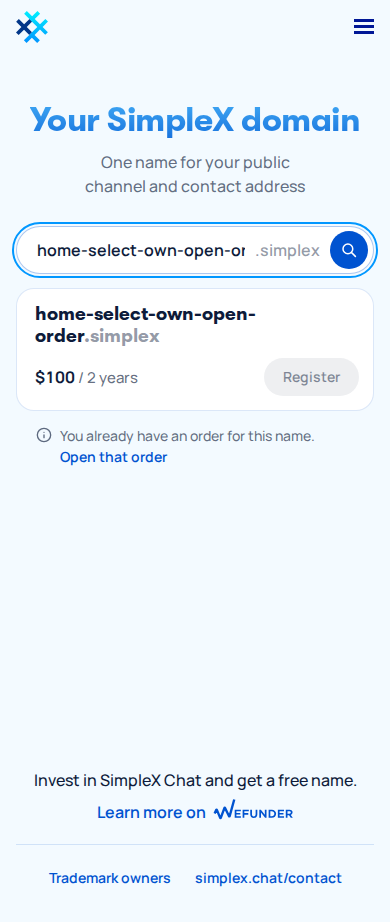 Your SimpleX domain
One name for your public
channel and contact address
home-select-own-open-or .simplex
home-select-own-open-
order.simplex
$100 / 2 years
Register
You already have an order for this name.
Open that order
Invest in SimpleX Chat and get a free name.
Learn more on WEFUNDER
Trademark owners
simplex.chat/contact